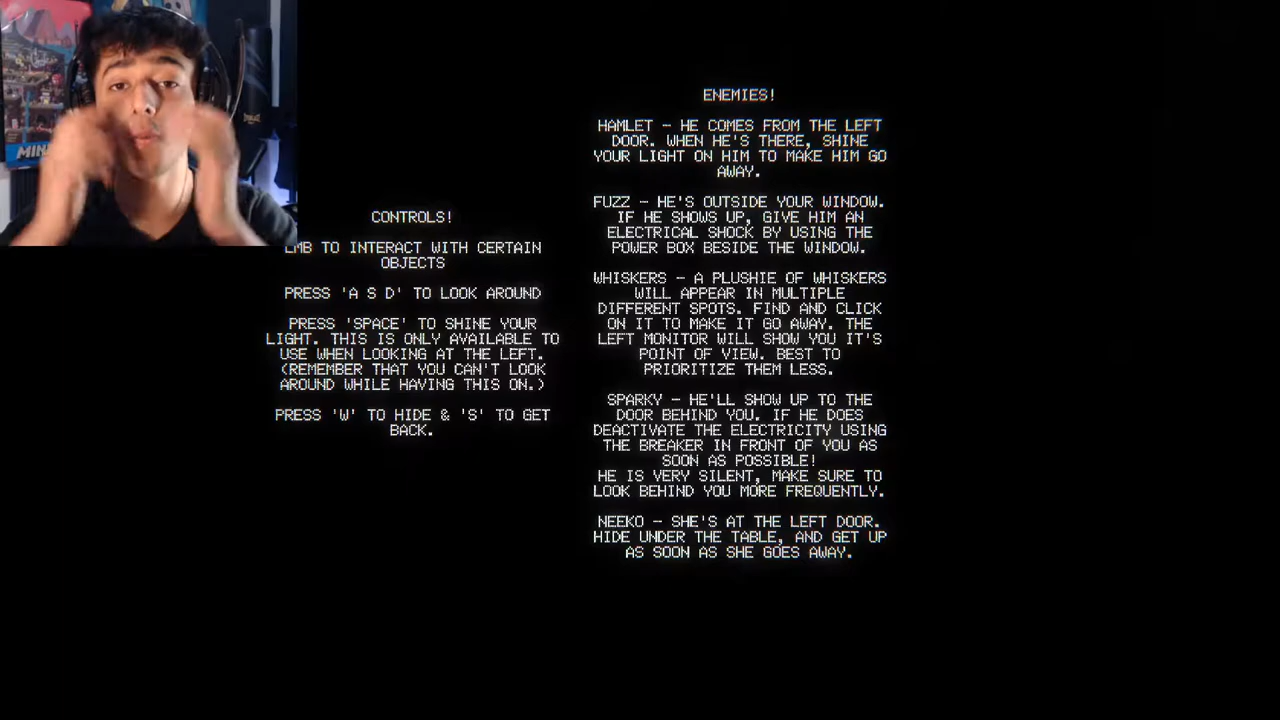 MINE
CONTROLS!
LMB TO INTERACT WITH CERTAIN
OBJECTS
PRESS 'A S D' TO LOOK AROUND
PRESS 'SPACE' TO SHINE YOUR
LIGHT. THIS IS ONLY AVAILABLE TO
USE WHEN LOOKING AT THE LEFT.
(REMEMBER THAT YOU CAN'T LOOK
AROUND WHILE HAVING THIS ON.)
PRESS 'W' TO HIDE & 'S' TO GET
BACK.
ENEMIES!
HAMLET - HE COMES FROM THE LEFT
DOOR. WHEN HE'S THERE, SHINE
YOUR LIGHT ON HIM TO MAKE HIM GO
AWAY.
FUZZ - HE'S OUTSIDE YOUR WINDOW.
IF HE SHOWS UP, GIVE HIM AN
ELECTRICAL SHOCK BY USING THE
POWER BOX BESIDE THE WINDOW.
WHISKERS - A PLUSHIE OF WHISKERS
WILL APPEAR IN MULTIPLE
DIFFERENT SPOTS. FIND AND CLICK
ON IT TO MAKE IT GO AWAY. THE
LEFT MONITOR WILL SHOW YOU IT'S
POINT OF VIEW. BEST TO
PRIORITIZE THEM LESS.
SPARKY - HE'LL SHOW UP TO THE
DOOR BEHIND YOU. IF HE DOES
DEACTIVATE THE ELECTRICITY USING
THE BREAKER IN FRONT OF YOU AS
SOON AS POSSIBLE!
HE IS VERY SILENT, MAKE SURE TO
LOOK BEHIND YOU MORE FREQUENTLY.
NEEKO - SHE'S AT THE LEFT DOOR.
HIDE UNDER THE TABLE, AND GET UP
AS SOON AS SHE GOES AWAY.